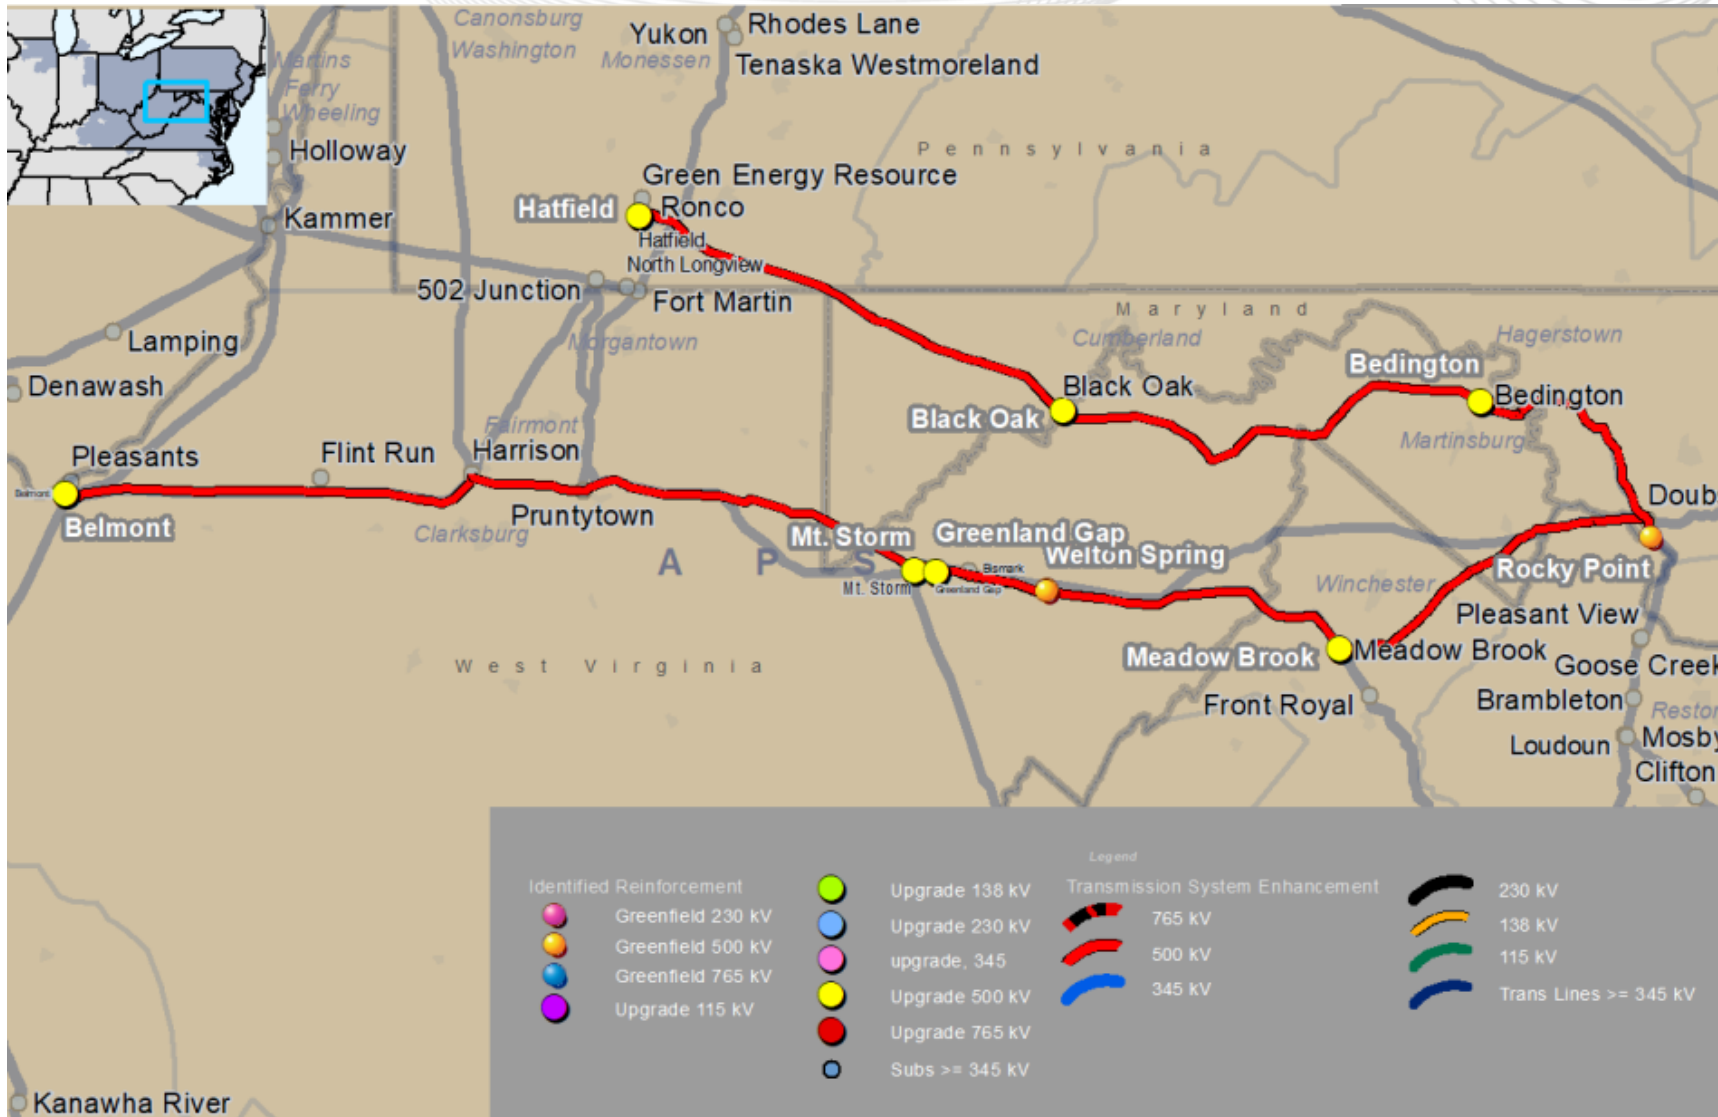 Canonsburg
Washington
Yukon
Rhodes Lane
Monessen
Tenaska Westmoreland
Martins
Ferry
Wheeling
Holloway
Pennsylvania
Green Energy Resource
Hatfield
Ronco
Kammer
Hatfield
North Longview
502 Junction
Fort Martin
Maryland
Lamping
Morgantown
Cumberland
Hagerstown
Denawash
Black Oak
Bedington
Bedington
Black Oak
Fairmont
Martinsburg
Pleasants
Flint Run
Harrison
Belmont
Belmont
Pruntytown
Clarksburg
Doub
Mt. Storm
Greenland Gap
Welton Spring
A P S
Bismark
Mt. Storm
Greenland Gap
Rocky Point
Winchester
Pleasant View
Meadow Brook
Meadow Brook
Goose Creek
West Virginia
Front Royal
Brambleton
Reston
Loudoun
Mosby
Clifton
Legend
Identified Reinforcement
Greenfield 230 kV
Greenfield 500 kV
Greenfield 765 kV
Upgrade 115 kV
Upgrade 138 kV
Upgrade 230 kV
upgrade, 345
Upgrade 500 kV
Upgrade 765 kV
Subs >= 345 kV
Transmission System Enhancement
765 kV
500 kV
345 kV
230 kV
138 kV
115 kV
Trans Lines >= 345 kV
Kanawha River